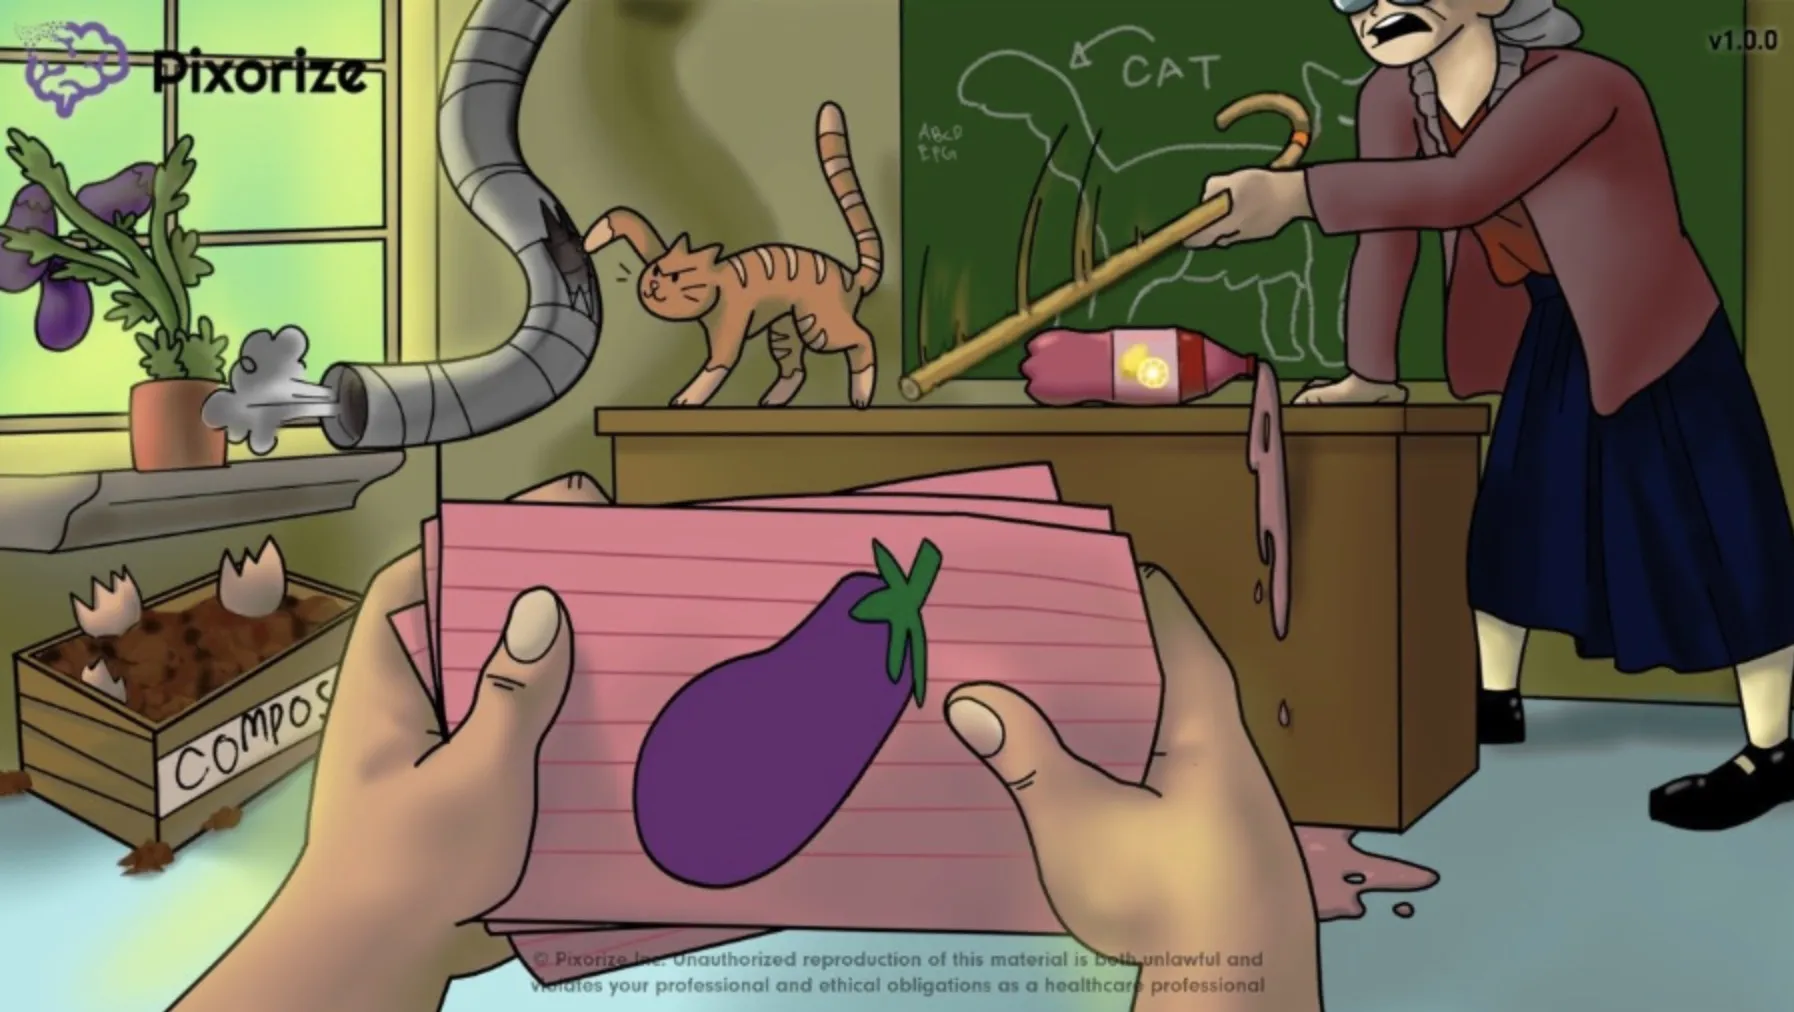 Pixorize
v1.0.0
CAT
ABCD
EFG
COMPOS
© Pixorize Inc. Unauthorized reproduction of this material is both unlawful and
violates your professional and ethical obligations as a healthcare professional